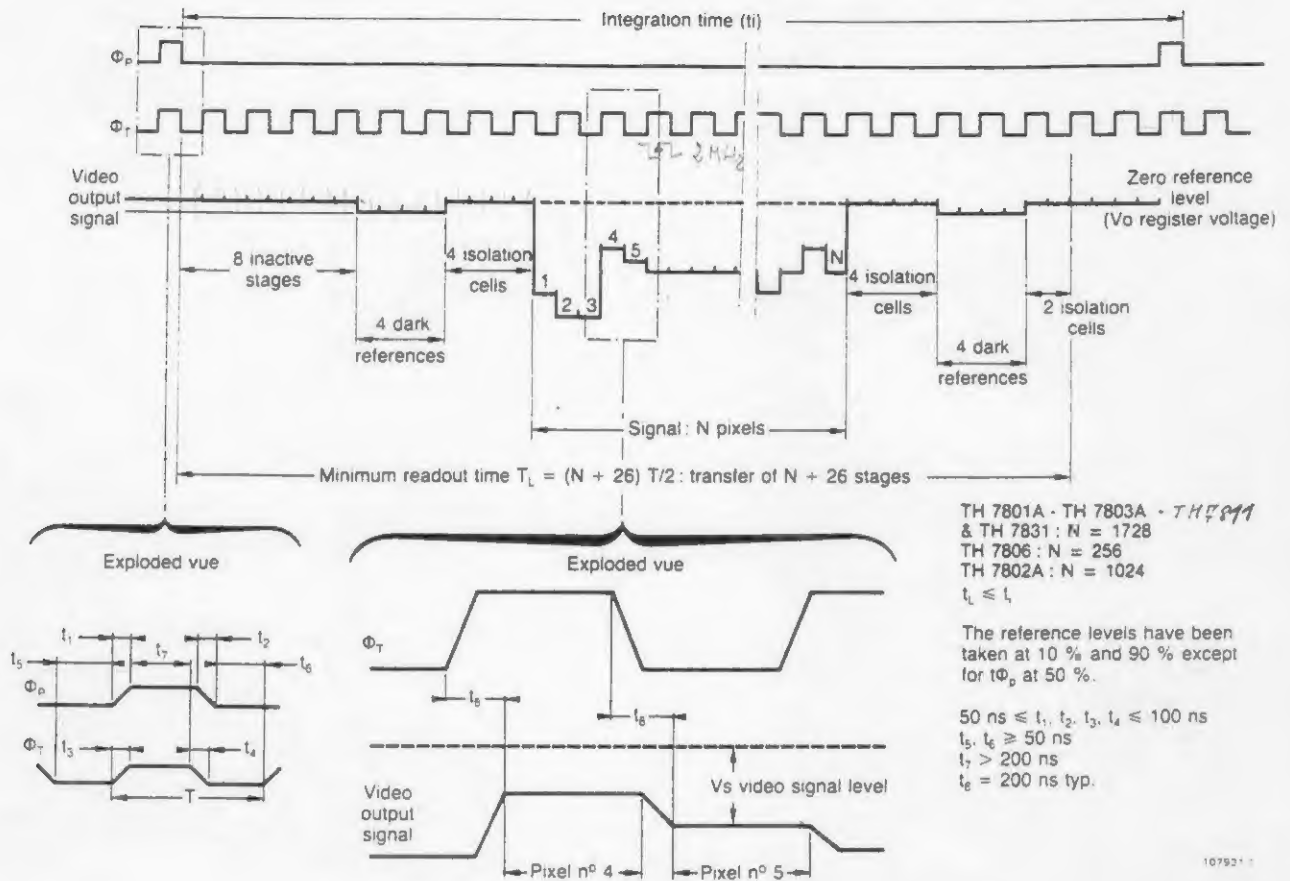 Integration time (ti)
Φp
ΦT
2 MHz
Video
output
signal
Zero reference
level
(Vo register voltage)
8 inactive
stages
4 dark
references
4 isolation
cells
1
2
3
4
5
N
4 isolation
cells
4 dark
references
2 isolation
cells
Signal : N pixels
Minimum readout time TL = (N + 26) T/2 : transfer of N + 26 stages
Exploded vue
t1
t2
t5
t7
t6
Φp
ΦT
t3
t4
T
Exploded vue
ΦT
t8
t8
Vs video signal level
Video
output
signal
Pixel nº 4
Pixel nº 5
TH 7801A - TH 7803A - TH7811
& TH 7831 : N = 1728
TH 7806 : N = 256
TH 7802A : N = 1024
tL ⩽ ti
The reference levels have been
taken at 10 % and 90 % except
for tΦp at 50 %.
50 ns ⩽ t1, t2, t3, t4 ⩽ 100 ns
t5, t6 ⩾ 50 ns
t7 > 200 ns
t8 = 200 ns typ.